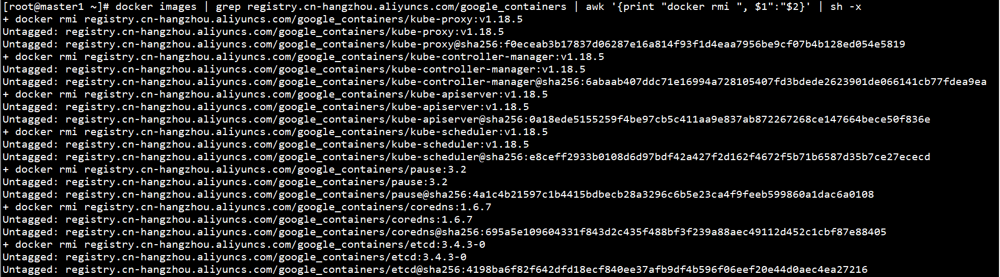 [root@master1 ~]# docker images | grep registry.cn-hangzhou.aliyuncs.com/google_containers | awk '{print "docker rmi ", $1":"$2}' | sh -x
+ docker rmi registry.cn-hangzhou.aliyuncs.com/google_containers/kube-proxy:v1.18.5
Untagged: registry.cn-hangzhou.aliyuncs.com/google_containers/kube-proxy:v1.18.5
Untagged: registry.cn-hangzhou.aliyuncs.com/google_containers/kube-proxy@sha256:f0eceab3b17837d06287e16a814f93f1d4eaa7956be9cf07b4b128ed054e5819
+ docker rmi registry.cn-hangzhou.aliyuncs.com/google_containers/kube-controller-manager:v1.18.5
Untagged: registry.cn-hangzhou.aliyuncs.com/google_containers/kube-controller-manager:v1.18.5
Untagged: registry.cn-hangzhou.aliyuncs.com/google_containers/kube-controller-manager@sha256:6abaab407ddc71e16994a728105407fd3bdede2623901de066141cb77fdea9ea
+ docker rmi registry.cn-hangzhou.aliyuncs.com/google_containers/kube-apiserver:v1.18.5
Untagged: registry.cn-hangzhou.aliyuncs.com/google_containers/kube-apiserver:v1.18.5
Untagged: registry.cn-hangzhou.aliyuncs.com/google_containers/kube-apiserver@sha256:0a18ede5155259f4be97cb5c411aa9e837ab872267268ce147664bece50f836e
+ docker rmi registry.cn-hangzhou.aliyuncs.com/google_containers/kube-scheduler:v1.18.5
Untagged: registry.cn-hangzhou.aliyuncs.com/google_containers/kube-scheduler:v1.18.5
Untagged: registry.cn-hangzhou.aliyuncs.com/google_containers/kube-scheduler@sha256:e8ceff2933b0108d6d97bdf42a427f2d162f4672f5b71b6587d35b7ce27ececd
+ docker rmi registry.cn-hangzhou.aliyuncs.com/google_containers/pause:3.2
Untagged: registry.cn-hangzhou.aliyuncs.com/google_containers/pause:3.2
Untagged: registry.cn-hangzhou.aliyuncs.com/google_containers/pause@sha256:4a1c4b21597c1b4415bdbecb28a3296c6b5e23ca4f9feeb599860a1dac6a0108
+ docker rmi registry.cn-hangzhou.aliyuncs.com/google_containers/coredns:1.6.7
Untagged: registry.cn-hangzhou.aliyuncs.com/google_containers/coredns:1.6.7
Untagged: registry.cn-hangzhou.aliyuncs.com/google_containers/coredns@sha256:695a5e109604331f843d2c435f488bf3f239a88aec49112d452c1cbf87e88405
+ docker rmi registry.cn-hangzhou.aliyuncs.com/google_containers/etcd:3.4.3-0
Untagged: registry.cn-hangzhou.aliyuncs.com/google_containers/etcd:3.4.3-0
Untagged: registry.cn-hangzhou.aliyuncs.com/google_containers/etcd@sha256:4198ba6f82f642dfd18ecf840ee37afb9df4b596f06eef20e44d0aec4ea27216